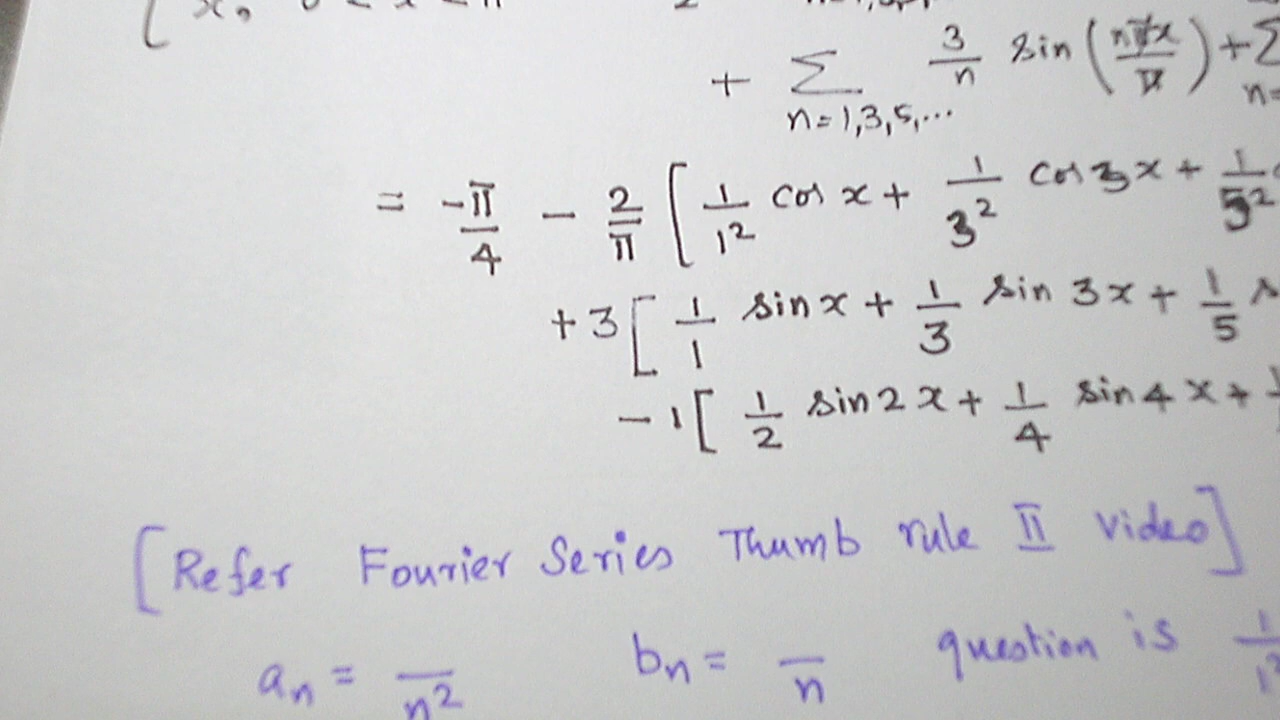 x,
+ Σ 3/n sin (nπx/π) + Σ
n=1,3,5,... n=
= -π/4 - 2/π [ 1/1² cos x + 1/3² cos 3x + 1/5²
+ 3 [ 1/1 sin x + 1/3 sin 3x + 1/5
- 1 [ 1/2 sin 2x + 1/4 sin 4x +
[Refer Fourier Series Thumb rule II video]
aₙ = —/n² bₙ = —/n question is 1/1²